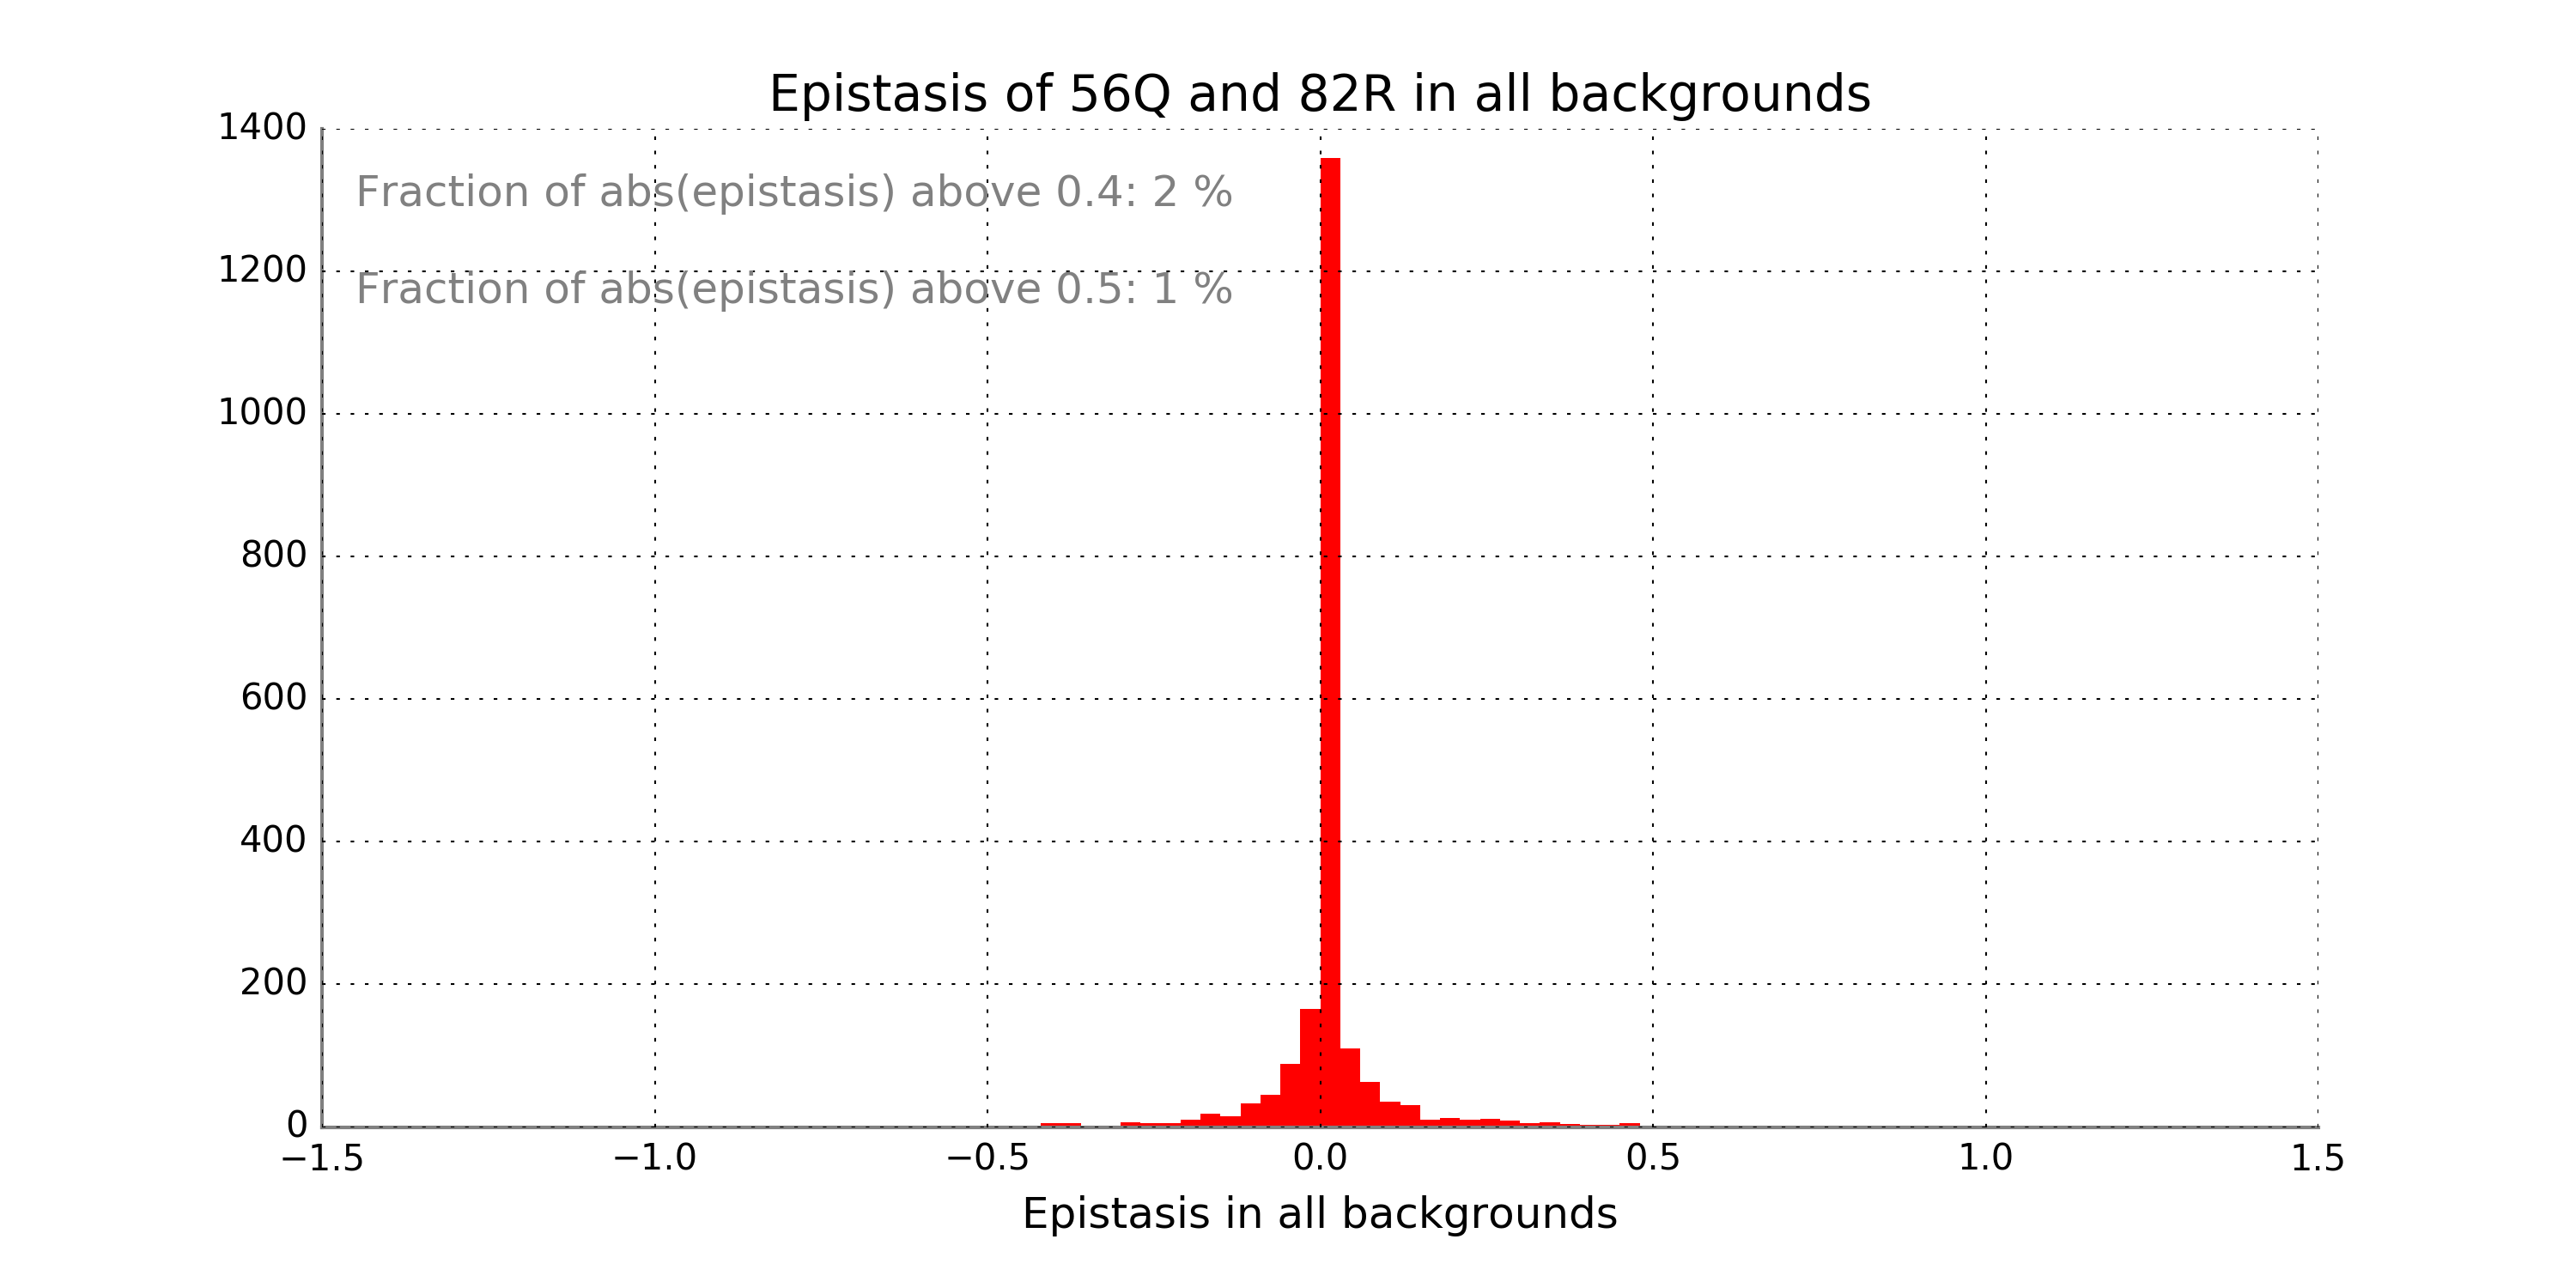 Epistasis of 56Q and 82R in all backgrounds
1400
Fraction of abs(epistasis) above 0.4: 2 %
1200
Fraction of abs(epistasis) above 0.5: 1 %
1000
800
600
400
200
0
−1.5 −1.0 −0.5 0.0 0.5 1.0 1.5
Epistasis in all backgrounds